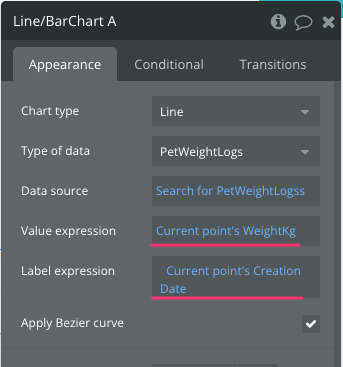 Line/BarChart A
Appearance Conditional Transitions
Chart type Line
Type of data PetWeightLogs
Data source Search for PetWeightLogss
Value expression Current point's WeightKg
Label expression Current point's Creation
Date
Apply Bezier curve